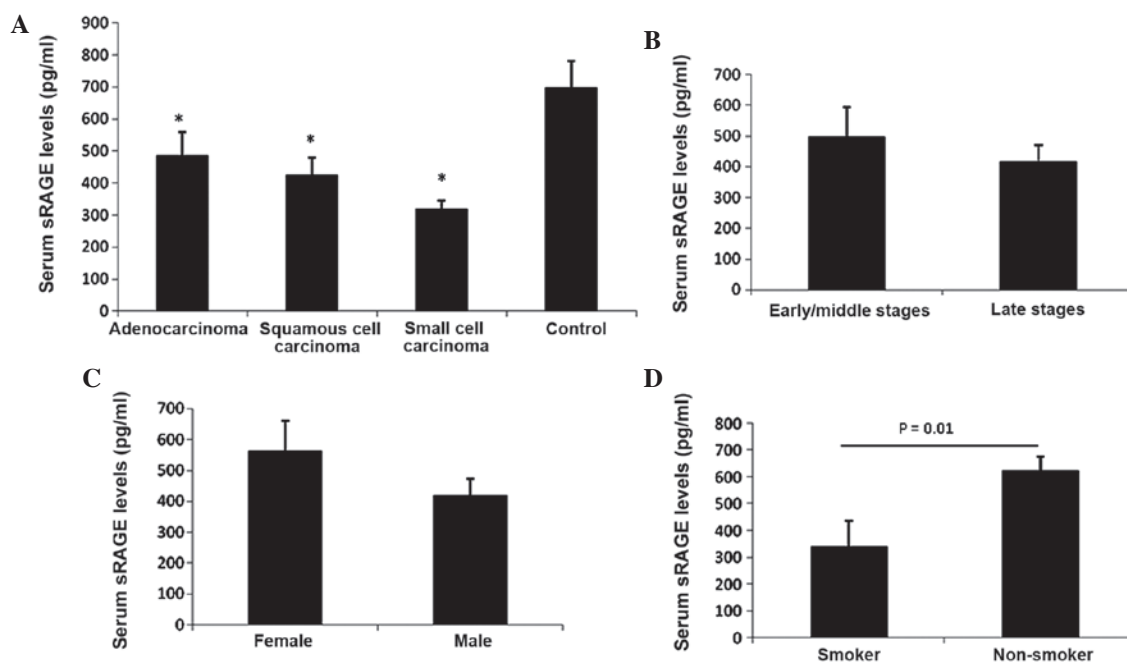 A
Serum sRAGE levels (pg/ml)
900
800
700
600
500
400
300
200
100
0
*
*
*
Adenocarcinoma
Squamous cell
carcinoma
Small cell
carcinoma
Control
B
Serum sRAGE levels (pg/ml)
700
600
500
400
300
200
100
0
Early/middle stages
Late stages
C
Serum sRAGE levels (pg/ml)
700
600
500
400
300
200
100
0
Female
Male
D
Serum sRAGE levels (pg/ml)
800
700
600
500
400
300
200
100
0
P = 0.01
Smoker
Non-smoker